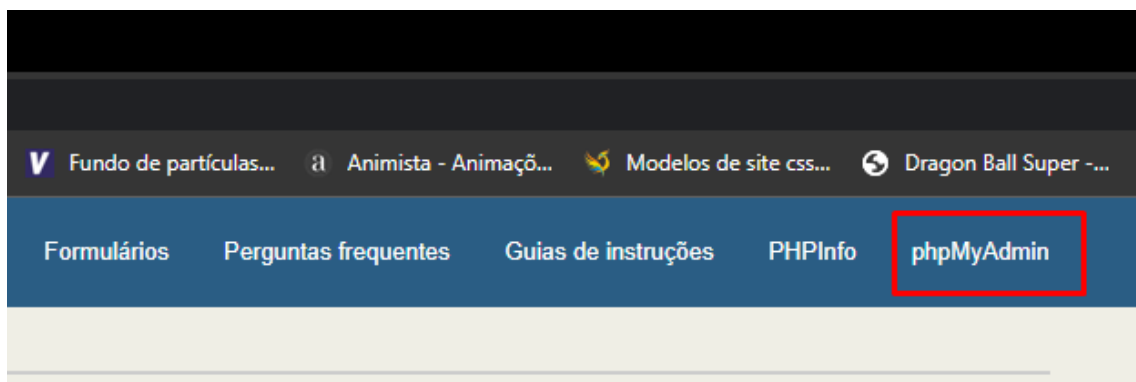 V Fundo de partículas... a Animista - Animaçõ... Modelos de site css... Dragon Ball Super -...
Formulários Perguntas frequentes Guias de instruções PHPInfo phpMyAdmin